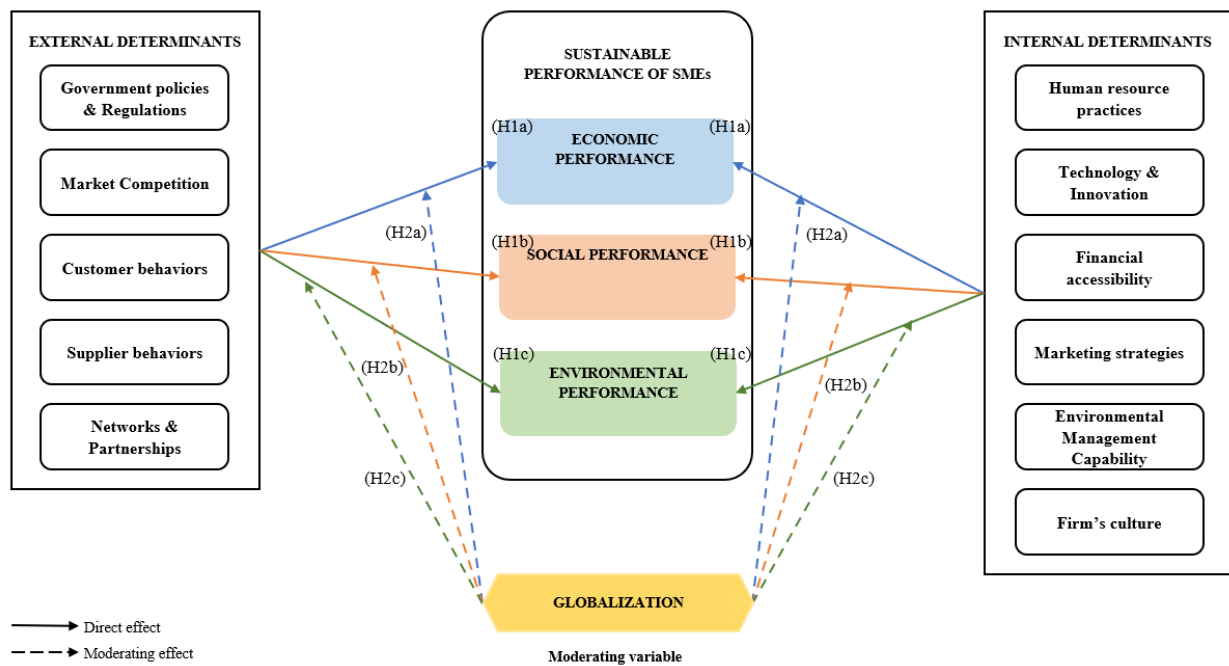 EXTERNAL DETERMINANTS
Government policies
& Regulations
Market Competition
Customer behaviors
Supplier behaviors
Networks &
Partnerships
SUSTAINABLE
PERFORMANCE OF SMEs
(H1a)
(H1a)
ECONOMIC
PERFORMANCE
(H1b)
(H1b)
SOCIAL PERFORMANCE
(H1c)
(H1c)
ENVIRONMENTAL
PERFORMANCE
(H2a)
(H2a)
(H2b)
(H2b)
(H2c)
(H2c)
INTERNAL DETERMINANTS
Human resource
practices
Technology &
Innovation
Financial
accessibility
Marketing strategies
Environmental
Management
Capability
Firm’s culture
GLOBALIZATION
Moderating variable
Direct effect
Moderating effect